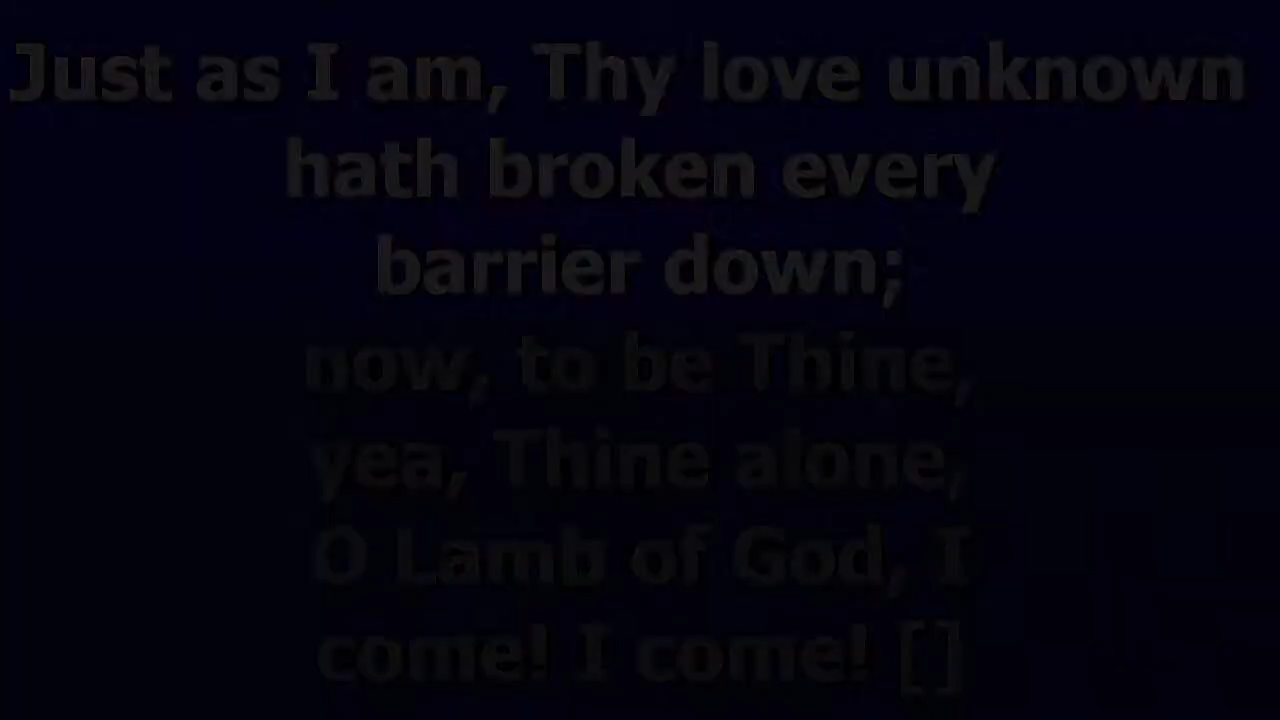 Just as I am, Thy love unknown
hath broken every
barrier down;
now, to be Thine,
yea, Thine alone,
O Lamb of God, I
come! I come! []